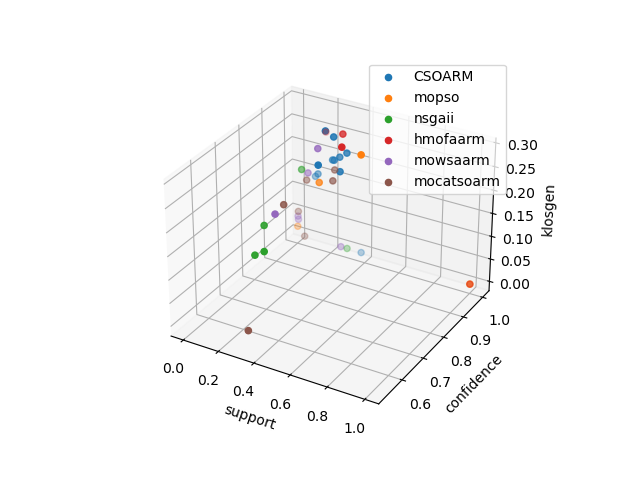 CSOARM
mopso
nsgaii
hmofaarm
mowsaarm
mocatsoarm
0.30
0.25
0.20
0.15
0.10
0.05
0.00
klosgen
1.0
0.9
0.8
0.7
0.6
confidence
0.0
0.2
0.4
0.6
0.8
1.0
support